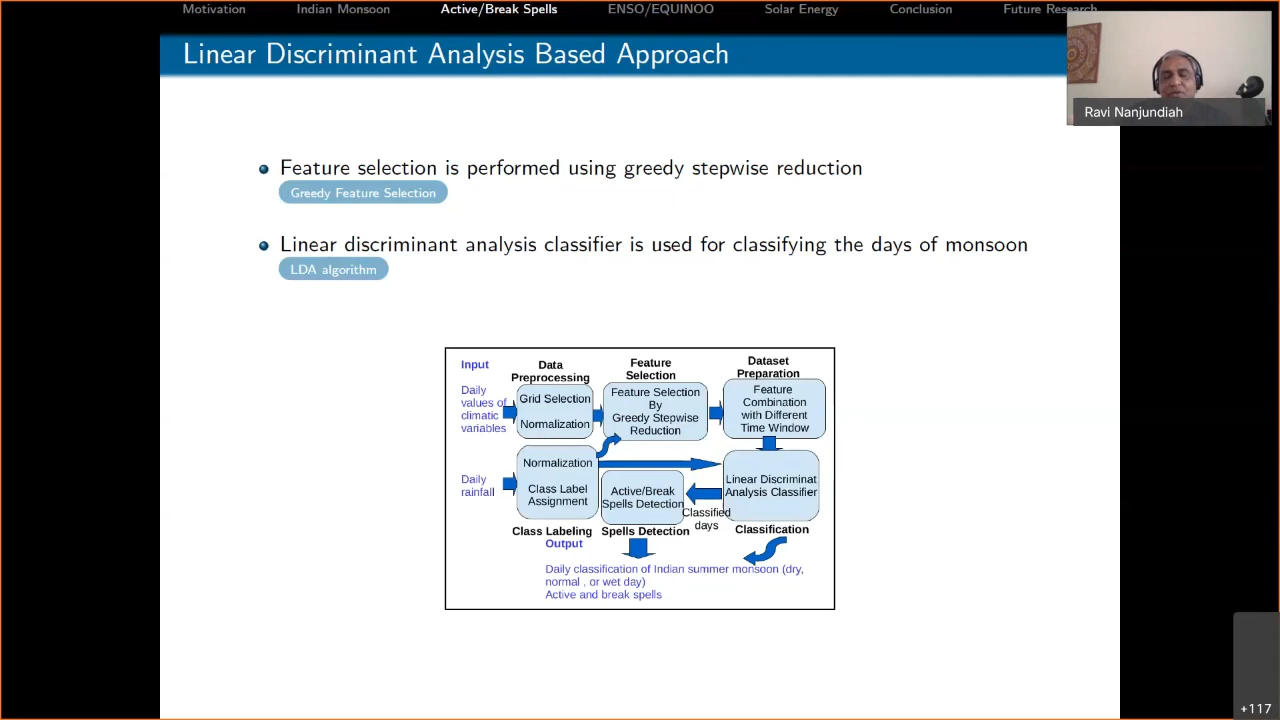 Motivation Indian Monsoon Active/Break Spells ENSO/EQUINOO Solar Energy Conclusion Future Research
Linear Discriminant Analysis Based Approach
Ravi Nanjundiah
Feature selection is performed using greedy stepwise reduction
Greedy Feature Selection
Linear discriminant analysis classifier is used for classifying the days of monsoon
LDA algorithm
Input
Daily
values of
climatic
variables
Data
Preprocessing
Grid Selection
Normalization
Feature
Selection
Feature Selection
By
Greedy Stepwise
Reduction
Dataset
Preparation
Feature
Combination
with Different
Time Window
Daily
rainfall
Normalization
Class Label
Assignment
Class Labeling
Active/Break
Spells Detection
Spells Detection
Classified
days
Linear Discriminat
Analysis Classifier
Classification
Output
Daily classification of Indian summer monsoon (dry,
normal , or wet day)
Active and break spells
+117